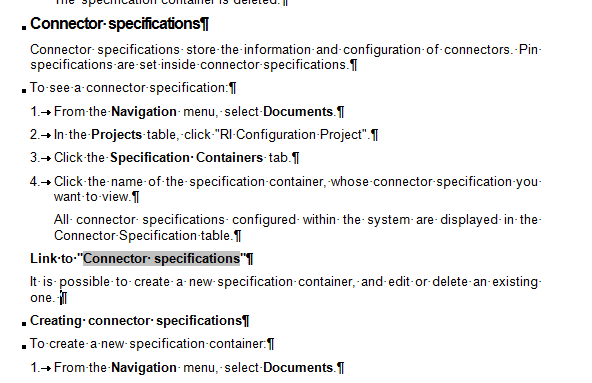 The specification container is deleted.¶
Connector specifications¶
Connector specifications store the information and configuration of connectors. Pin
specifications are set inside connector specifications.¶
To see a connector specification:¶
1.→From the Navigation menu, select Documents.¶
2.→In the Projects table, click "RI Configuration Project".¶
3.→Click the Specification Containers tab.¶
4.→Click the name of the specification container, whose connector specification you
want to view.¶
All connector specifications configured within the system are displayed in the
Connector Specification table.¶
Link to "Connector specifications"¶
It is possible to create a new specification container, and edit or delete an existing
one. ¶
Creating connector specifications¶
To create a new specification container:¶
1.→From the Navigation menu, select Documents.¶